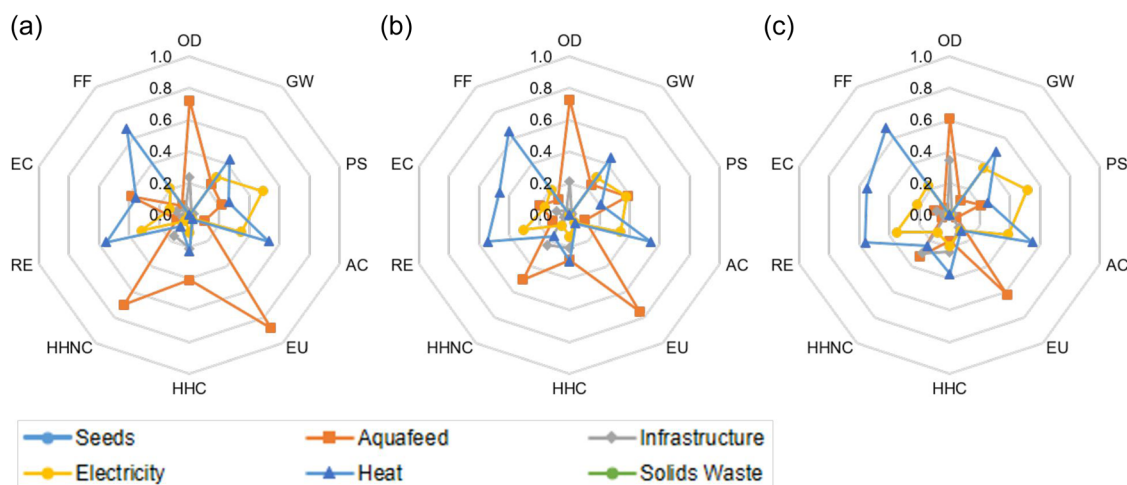 (a)
OD
1.0
FF
GW
0.8
0.6
EC
PS
0.4
0.2
0.0
RE
AC
HHNC
EU
HHC
(b)
OD
1.0
FF
GW
0.8
0.6
EC
PS
0.4
0.2
0.0
RE
AC
HHNC
EU
HHC
(c)
OD
1.0
FF
GW
0.8
0.6
EC
PS
0.4
0.2
0.0
RE
AC
HHNC
EU
HHC
Seeds
Aquafeed
Infrastructure
Electricity
Heat
Solids Waste